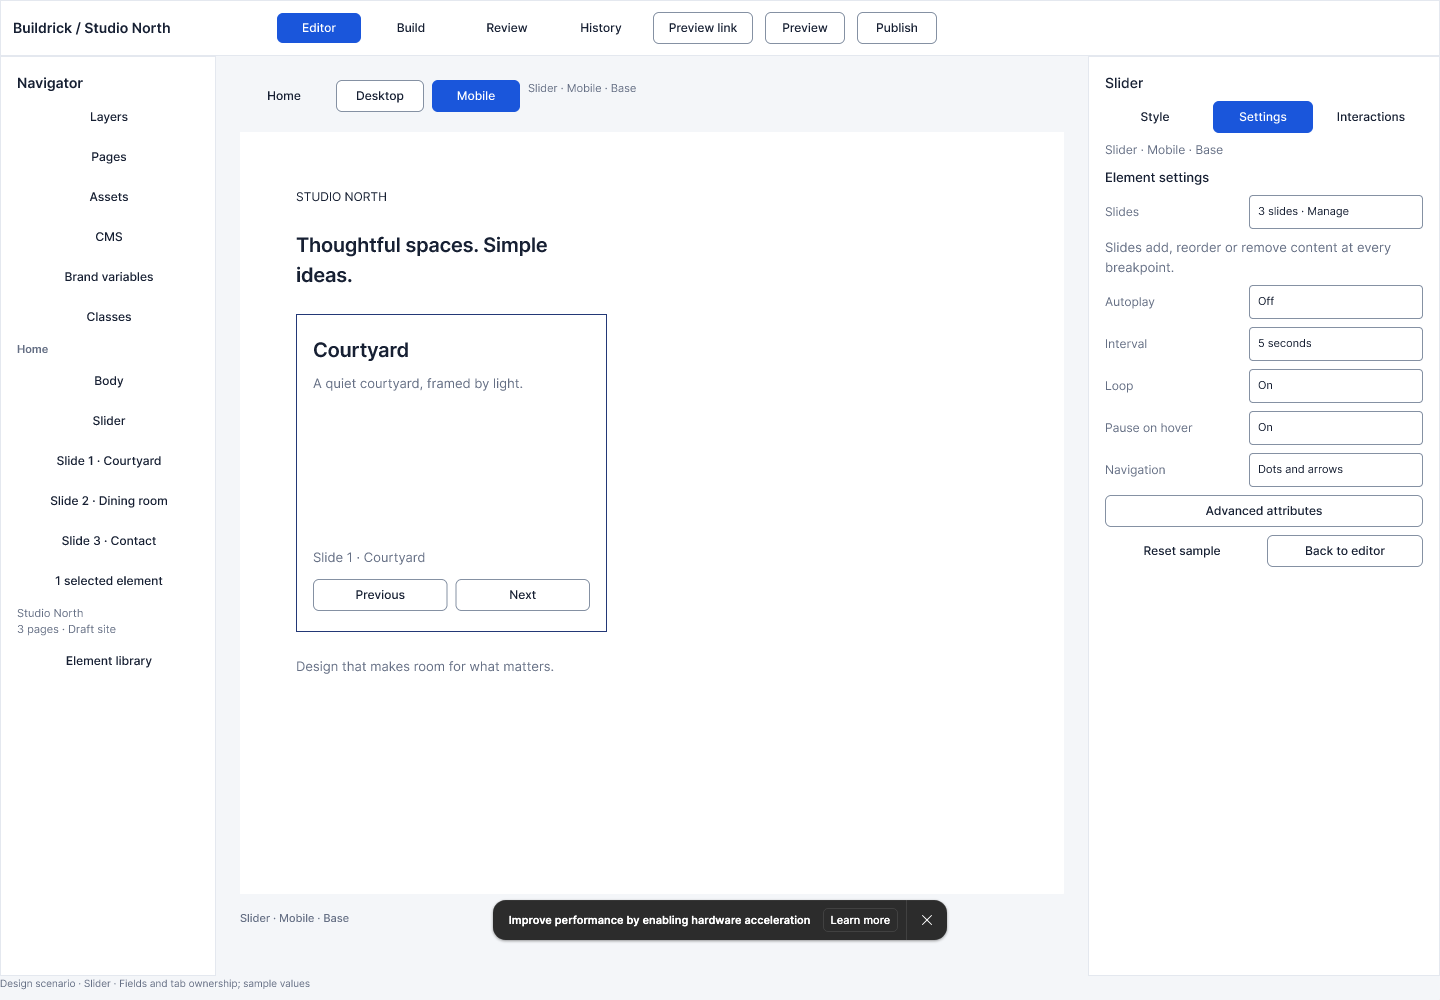 Buildrick / Studio North
Editor
Build
Review
History
Preview link
Preview
Publish
Navigator
Layers
Pages
Assets
CMS
Brand variables
Classes
Home
Body
Slider
Slide 1 · Courtyard
Slide 2 · Dining room
Slide 3 · Contact
1 selected element
Studio North
3 pages · Draft site
Element library
Home
Desktop
Mobile
Slider · Mobile · Base
STUDIO NORTH
Thoughtful spaces. Simple
ideas.
Courtyard
A quiet courtyard, framed by light.
Slide 1 · Courtyard
Previous
Next
Design that makes room for what matters.
Slider · Mobile · Base
Improve performance by enabling hardware acceleration
Learn more
Slider
Style
Settings
Interactions
Slider · Mobile · Base
Element settings
Slides
3 slides · Manage
Slides add, reorder or remove content at every
breakpoint.
Autoplay
Off
Interval
5 seconds
Loop
On
Pause on hover
On
Navigation
Dots and arrows
Advanced attributes
Reset sample
Back to editor
Design scenario · Slider · Fields and tab ownership; sample values